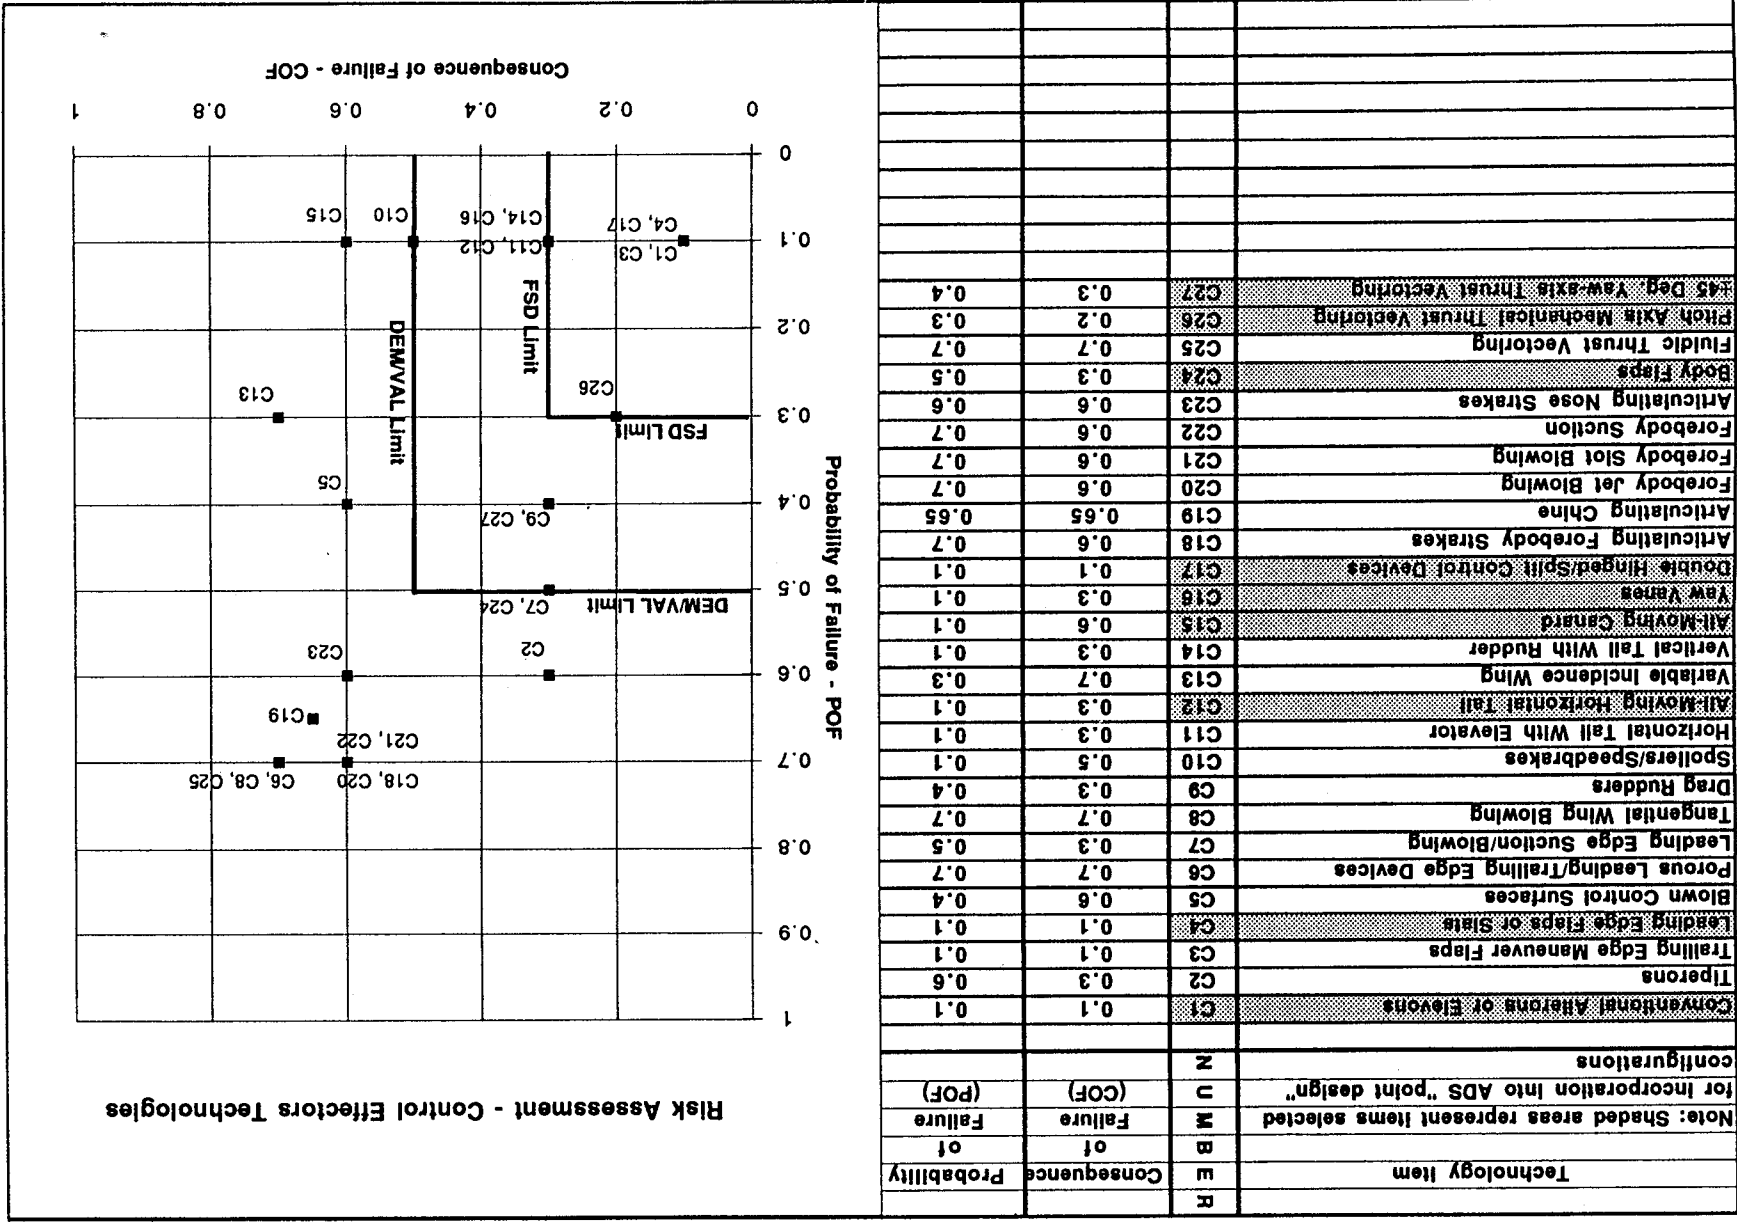 Technology Item
N U M B E R
Consequence
of
Failure
(COF)
Probability
of
Failure
(POF)
Note: Shaded areas represent items selected
for incorporation into ADS "point design"
configurations
Conventional Ailerons or Elevons C1 0.1 0.1
Tiperons C2 0.3 0.6
Trailing Edge Maneuver Flaps C3 0.1 0.1
Leading Edge Flaps or Slats C4 0.1 0.1
Blown Control Surfaces C5 0.6 0.4
Porous Leading/Trailing Edge Devices C6 0.7 0.7
Leading Edge Suction/Blowing C7 0.3 0.5
Tangential Wing Blowing C8 0.7 0.7
Drag Rudders C9 0.3 0.4
Spoilers/Speedbrakes C10 0.5 0.1
Horizontal Tail With Elevator C11 0.3 0.1
All-Moving Horizontal Tail C12 0.3 0.1
Variable Incidence Wing C13 0.7 0.3
Vertical Tail With Rudder C14 0.3 0.1
All-Moving Canard C15 0.6 0.1
Yaw Vanes C16 0.3 0.1
Double Hinged/Split Control Devices C17 0.1 0.1
Articulating Forebody Strakes C18 0.6 0.7
Articulating Chine C19 0.65 0.65
Forebody Jet Blowing C20 0.6 0.7
Forebody Slot Blowing C21 0.6 0.7
Forebody Suction C22 0.6 0.7
Articulating Nose Strakes C23 0.6 0.6
Body Flaps C24 0.3 0.5
Fluidic Thrust Vectoring C25 0.7 0.7
Pitch Axis Mechanical Thrust Vectoring C26 0.2 0.3
±45 Deg. Yaw-axis Thrust Vectoring C27 0.3 0.4
Risk Assessment - Control Effectors Technologies
Probability of Failure - POF
1
0.9
0.8
0.7
0.6
0.5
0.4
0.3
0.2
0.1
0
C18, C20
C6, C8, C25
C21, C22
C19
C2
C23
DEM/VAL Limit
C7, C24
C9, C27
C5
FSD Limit
C26
C13
FSD Limit
DEM/VAL Limit
C1, C3
C4, C17
C11, C12
C14, C16
C10
C15
0 0.2 0.4 0.6 0.8 1
Consequence of Failure - COF